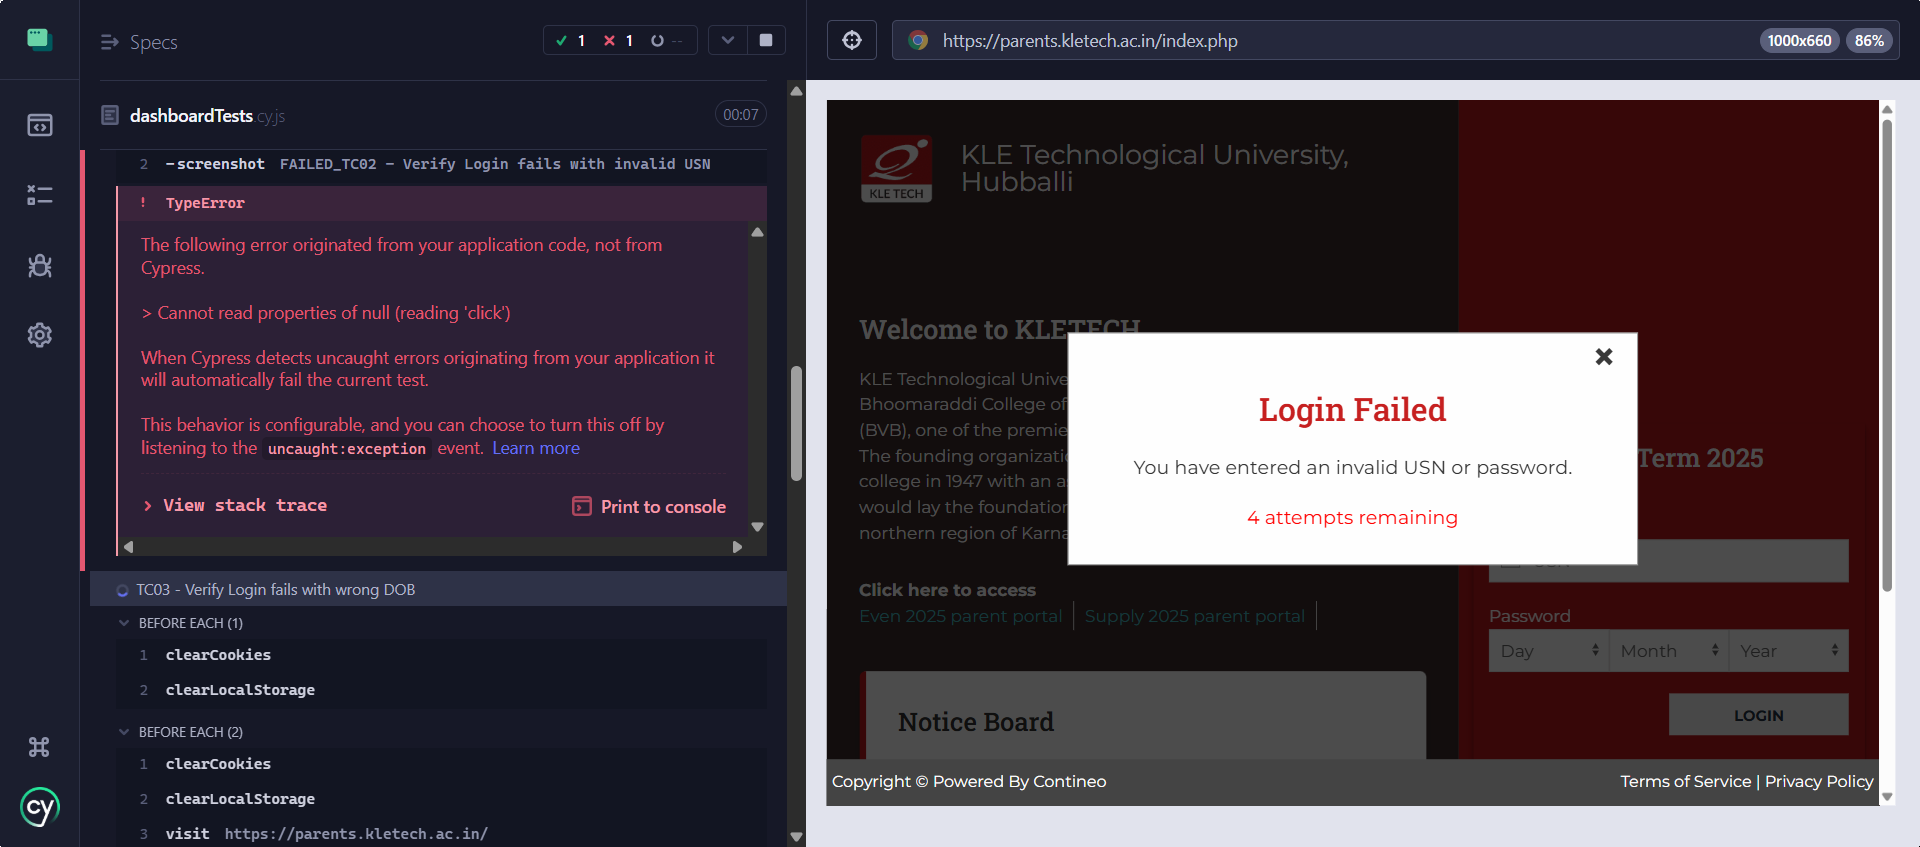 Specs
1 1 --
https://parents.kletech.ac.in/index.php
1000x660
86%
dashboardTests.cy.js
00:07
2 -screenshot FAILED_TC02 - Verify Login fails with invalid USN
! TypeError
The following error originated from your application code, not from
Cypress.
> Cannot read properties of null (reading 'click')
When Cypress detects uncaught errors originating from your application it
will automatically fail the current test.
This behavior is configurable, and you can choose to turn this off by
listening to the uncaught:exception event. Learn more
View stack trace
Print to console
TC03 - Verify Login fails with wrong DOB
BEFORE EACH (1)
1 clearCookies
2 clearLocalStorage
BEFORE EACH (2)
1 clearCookies
2 clearLocalStorage
3 visit https://parents.kletech.ac.in/
cy
KLE TECH
KLE Technological University,
Hubballi
Welcome to KLETECH
KLE Technological Unive
Bhoomaraddi College of
(BVB), one of the premie
The founding organizati
college in 1947 with an a
would lay the foundation
northern region of Karna
Login Failed
You have entered an invalid USN or password.
4 attempts remaining
Term 2025
Click here to access
Even 2025 parent portal
Supply 2025 parent portal
Password
Day
Month
Year
LOGIN
Notice Board
Copyright © Powered By Contineo
Terms of Service | Privacy Policy